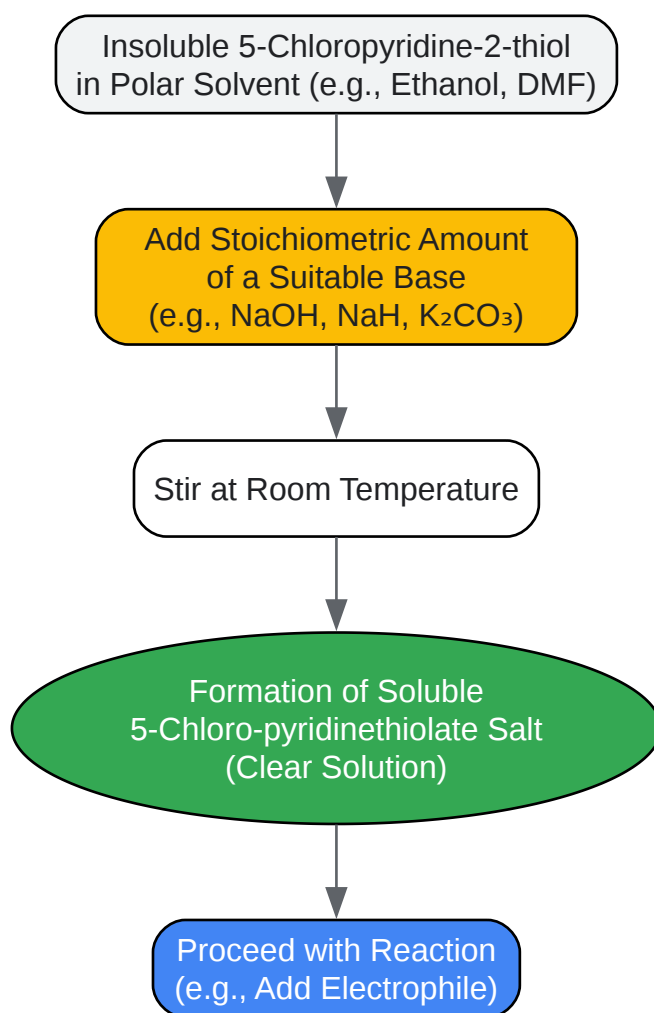 Insoluble 5-Chloropyridine-2-thiol
in Polar Solvent (e.g., Ethanol, DMF)
Add Stoichiometric Amount
of a Suitable Base
(e.g., NaOH, NaH, K₂CO₃)
Stir at Room Temperature
Formation of Soluble
5-Chloro-pyridinethiolate Salt
(Clear Solution)
Proceed with Reaction
(e.g., Add Electrophile)